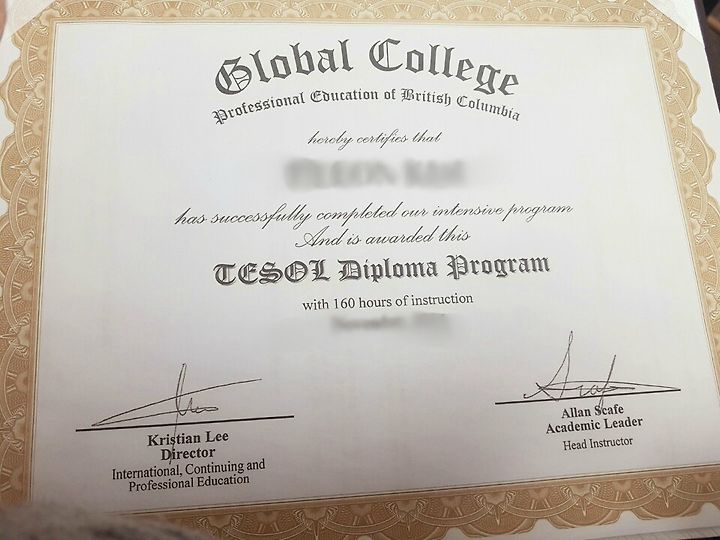 Global College
Professional Education of British Columbia
hereby certifies that
has successfully completed our intensive program
And is awarded this
TESOL Diploma Program
with 160 hours of instruction
Kristian Lee
Director
International, Continuing and
Professional Education
Allan Scafe
Academic Leader
Head Instructor